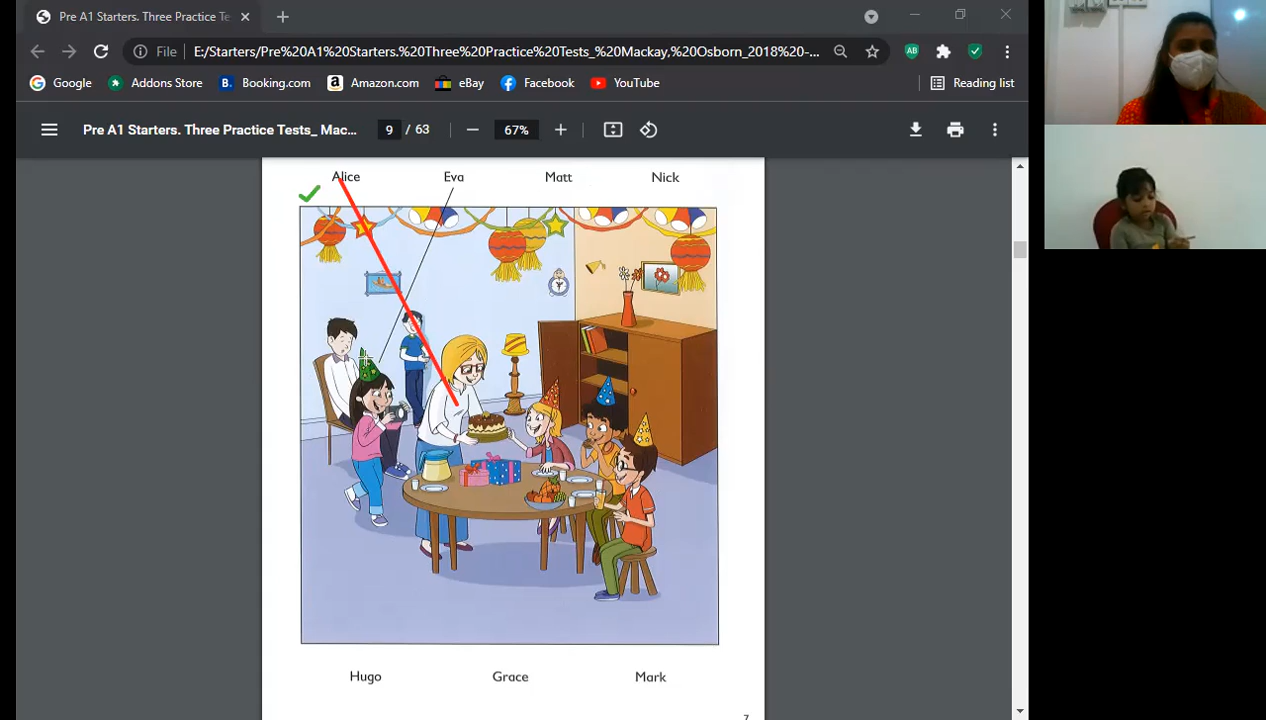 Pre A1 Starters. Three Practice Te
File E:/Starters/Pre%20A1%20Starters.%20Three%20Practice%20Tests_%20Mackay,%20Osborn_2018%20-...
AB
Google Addons Store B. Booking.com a Amazon.com eBay Facebook YouTube Reading list
Pre A1 Starters. Three Practice Tests_ Mac... 9 / 63 67%
Alice Eva Matt Nick
Hugo Grace Mark
7